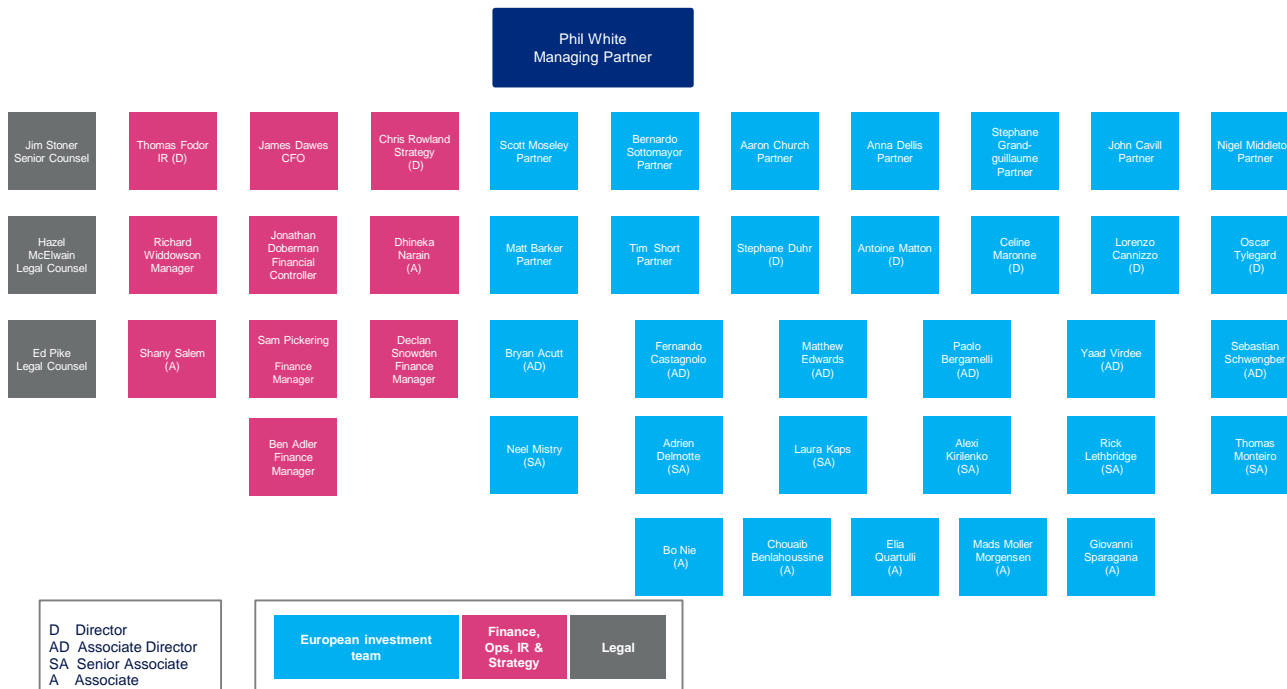 Phil White
Managing Partner
Jim Stoner
Senior Counsel
Thomas Fodor
IR (D)
James Dawes
CFO
Chris Rowland
Strategy
(D)
Scott Moseley
Partner
Bernardo
Sottomayor
Partner
Aaron Church
Partner
Anna Dellis
Partner
Stephane
Grand-
guillaume
Partner
John Cavill
Partner
Nigel Middleto
Partner
Hazel
McElwain
Legal Counsel
Richard
Widdowson
Manager
Jonathan
Doberman
Financial
Controller
Dhineka
Narain
(A)
Matt Barker
Partner
Tim Short
Partner
Stephane Duhr
(D)
Antoine Matton
(D)
Celine
Maronne
(D)
Lorenzo
Cannizzo
(D)
Oscar
Tylegard
(D)
Ed Pike
Legal Counsel
Shany Salem
(A)
Sam Pickering
Finance
Manager
Declan
Snowden
Finance
Manager
Bryan Acutt
(AD)
Fernando
Castagnolo
(AD)
Matthew
Edwards
(AD)
Paolo
Bergamelli
(AD)
Yaad Virdee
(AD)
Sebastian
Schwengber
(AD)
Ben Adler
Finance
Manager
Neel Mistry
(SA)
Adrien
Delmotte
(SA)
Laura Kaps
(SA)
Alexi
Kirilenko
(SA)
Rick
Lethbridge
(SA)
Thomas
Monteiro
(SA)
Bo Nie
(A)
Chouaib
Benlahoussine
(A)
Elia
Quartulli
(A)
Mads Moller
Morgensen
(A)
Giovanni
Sparagana
(A)
D Director
AD Associate Director
SA Senior Associate
A Associate
European investment
team
Finance,
Ops, IR &
Strategy
Legal